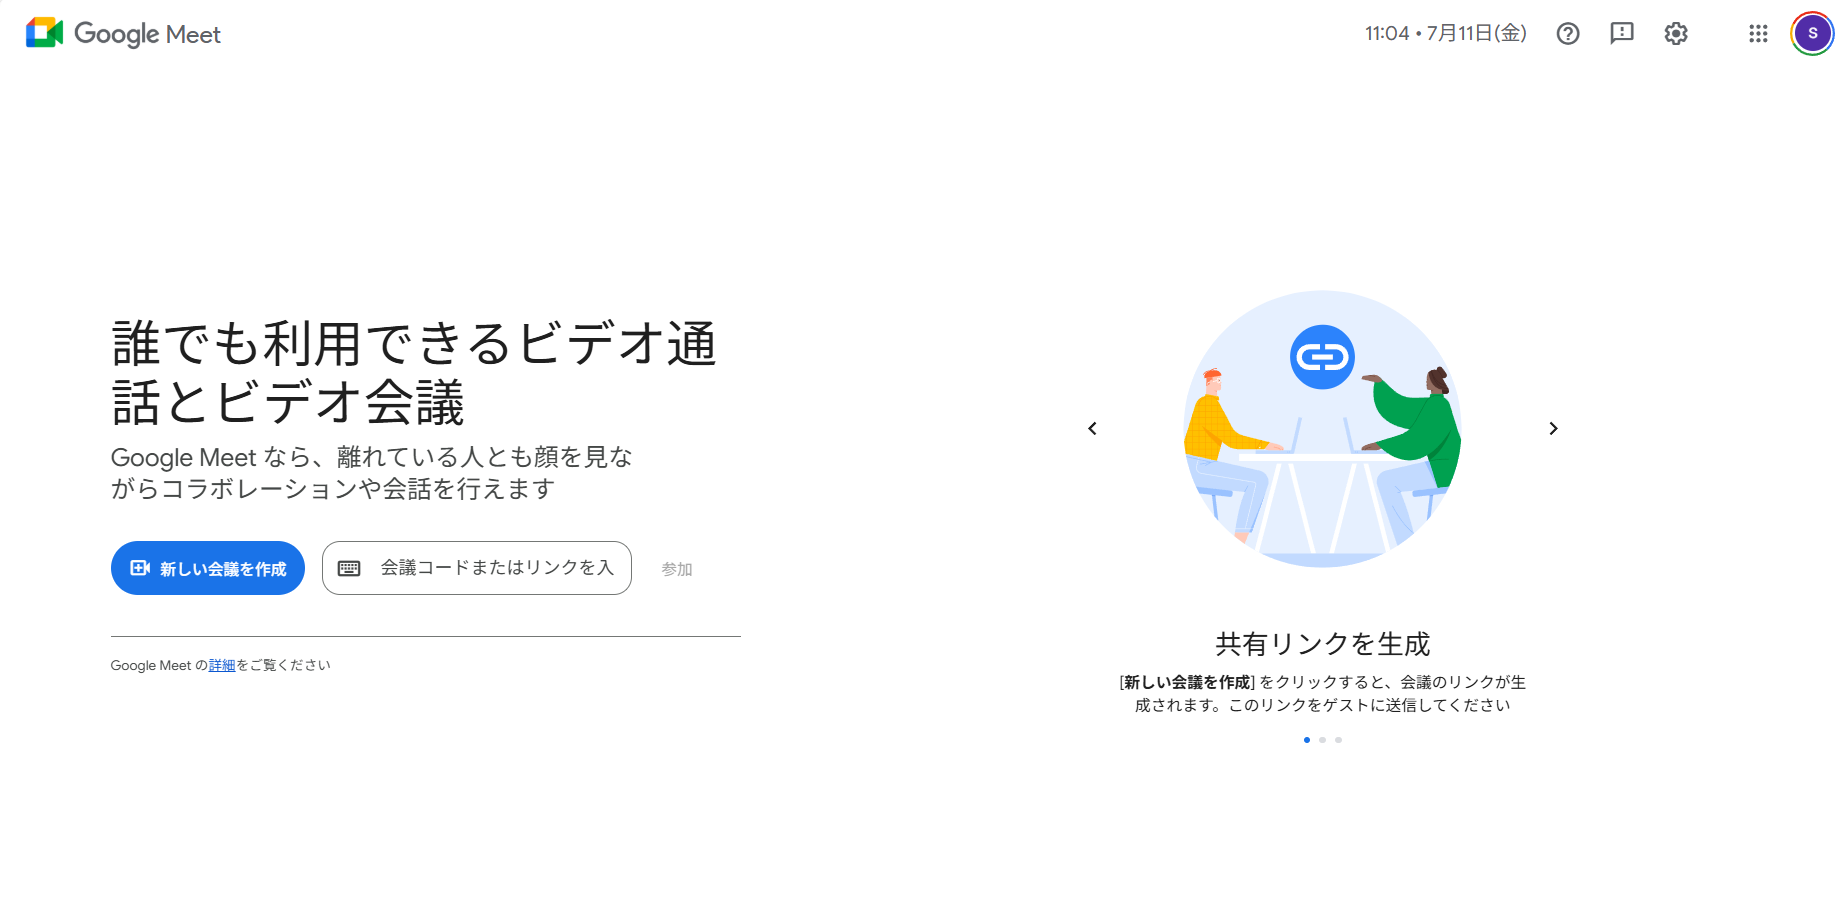 Google Meet
11:04 • 7月11日(金)
S
誰でも利用できるビデオ通
話とビデオ会議
Google Meet なら、離れている人とも顔を見な
がらコラボレーションや会話を行えます
新しい会議を作成
会議コードまたはリンクを入
参加
Google Meet の詳細をご覧ください
共有リンクを生成
[新しい会議を作成] をクリックすると、会議のリンクが生
成されます。このリンクをゲストに送信してください